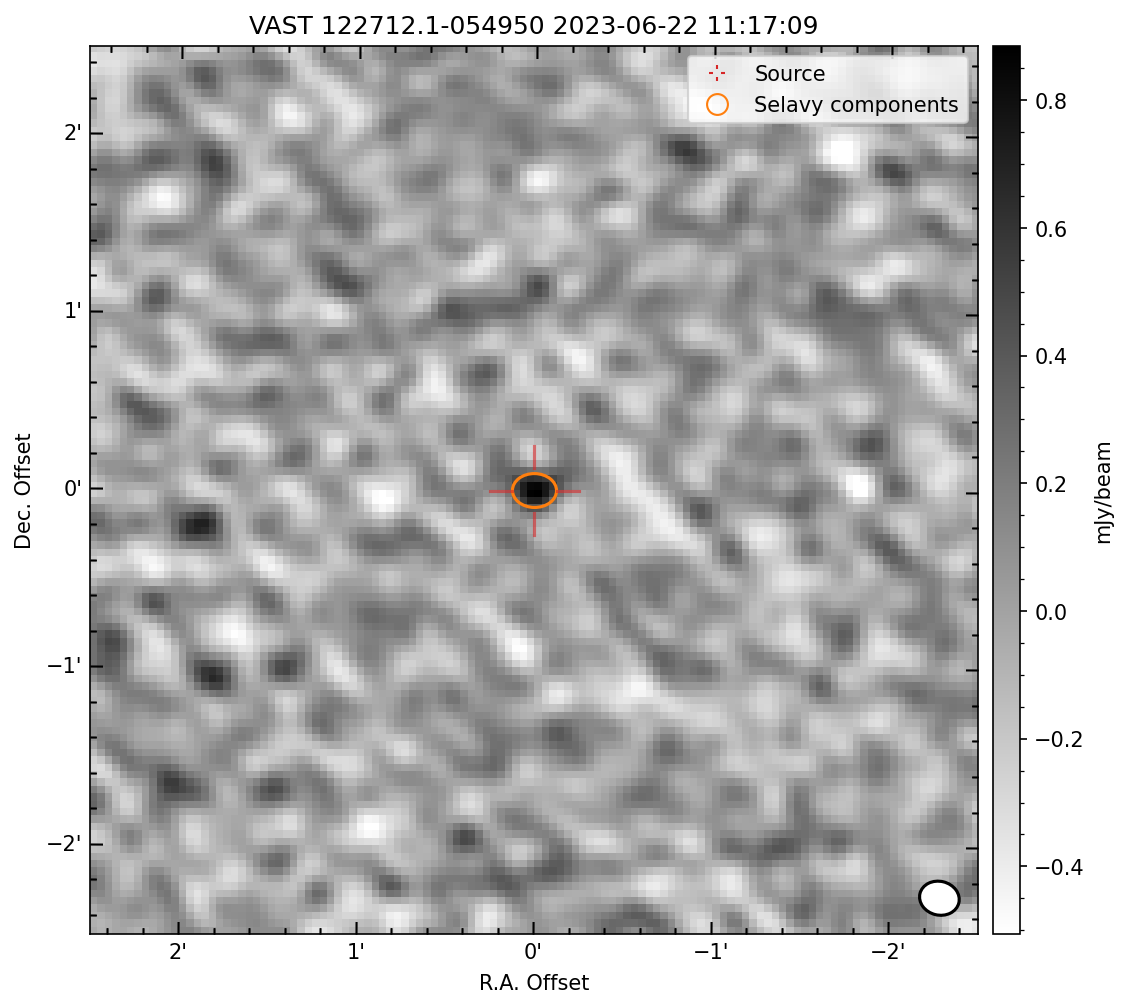 VAST 122712.1-054950 2023-06-22 11:17:09
Source
Selavy components
2'
1'
0'
−1'
−2'
Dec. Offset
2'
1'
0'
−1'
−2'
R.A. Offset
0.8
0.6
0.4
0.2
0.0
−0.2
−0.4
mJy/beam